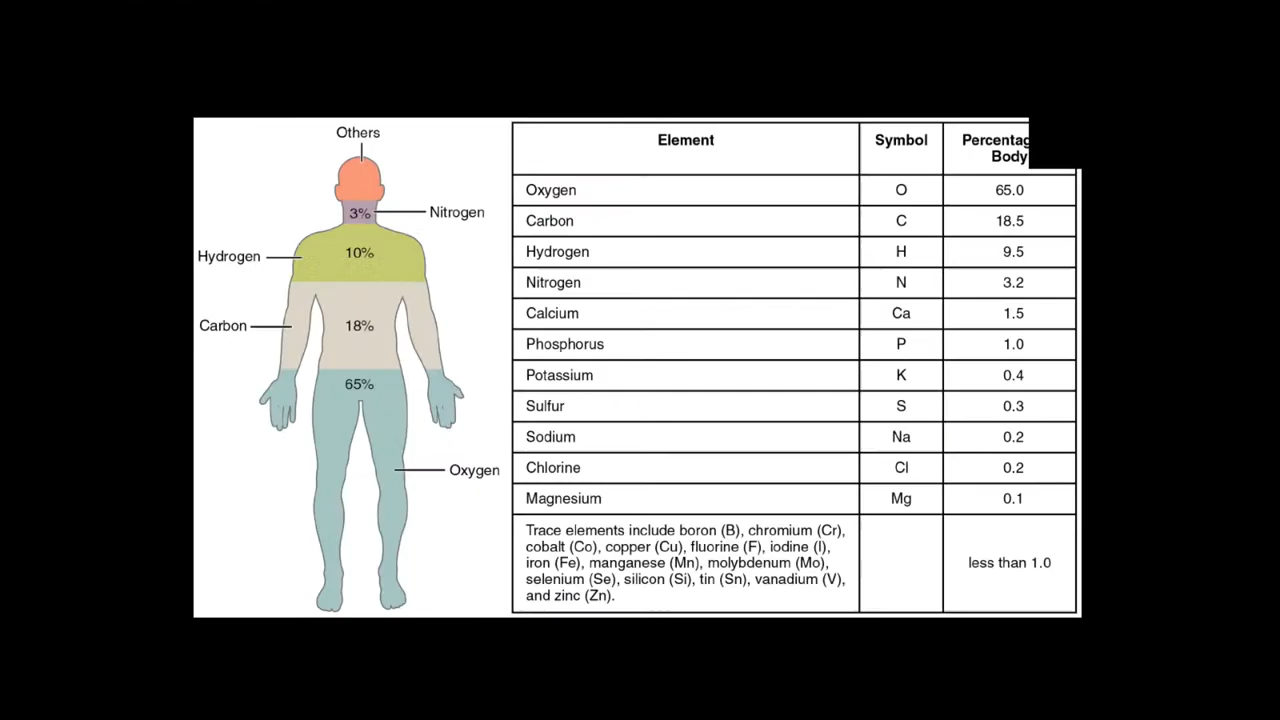 Others
3%
Nitrogen
Hydrogen
10%
Carbon
18%
65%
Oxygen
Element Symbol
Body
Oxygen O 65.0
Carbon C 18.5
Hydrogen H 9.5
Nitrogen N 3.2
Calcium Ca 1.5
Phosphorus P 1.0
Potassium K 0.4
Sulfur S 0.3
Sodium Na 0.2
Chlorine Cl 0.2
Magnesium Mg 0.1
Trace elements include boron (B), chromium (Cr),
cobalt (Co), copper (Cu), fluorine (F), iodine (I),
iron (Fe), manganese (Mn), molybdenum (Mo),
selenium (Se), silicon (Si), tin (Sn), vanadium (V),
and zinc (Zn).
less than 1.0